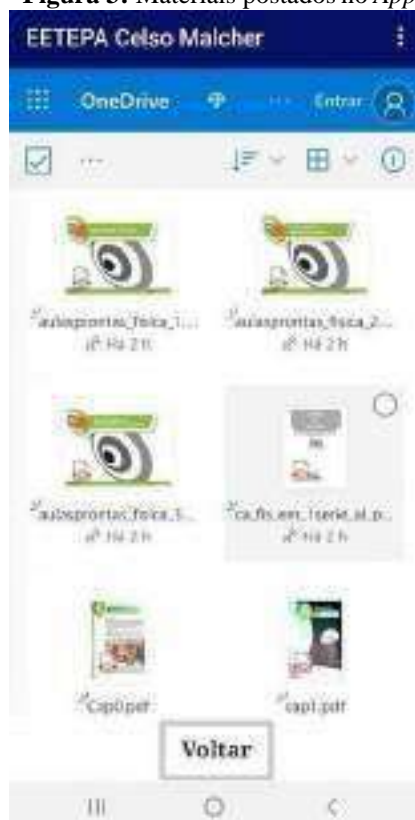 Figura 5: Materiais postados no App
EETEPA Celso Malcher
OneDrive Entrar
aulasprontas_fisica_1...
aulasprontas_fisica_2...
Há 2 h
Há 2 h
aulasprontas_fisica_3...
ca_fis_em_1serie_al_p...
Há 2 h
Há 2 h
Cap0.pdf
cap1.pdf
Voltar